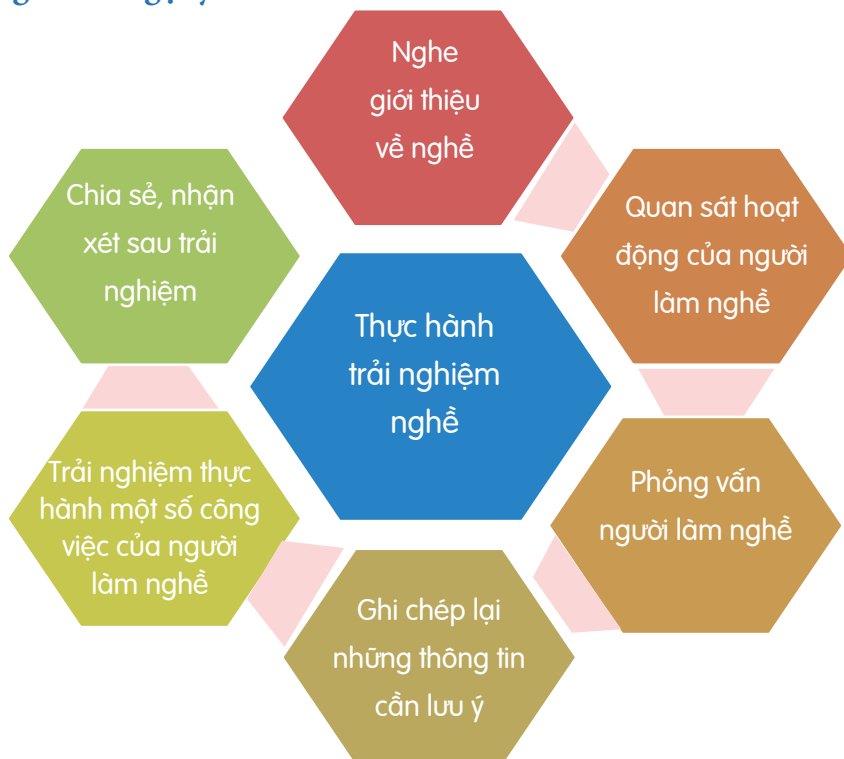 Nghe
giới thiệu
về nghề
Quan sát hoạt
động của người
làm nghề
Phỏng vấn
người làm nghề
Ghi chép lại
những thông tin
cần lưu ý
Trải nghiệm thực
hành một số công
việc của người
làm nghề
Chia sẻ, nhận
xét sau trải
nghiệm
Thực hành
trải nghiệm
nghề